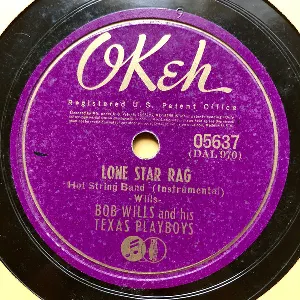 OKeh
Registered U.S. Patent Office
05637
(DAL 970)
LONE STAR RAG
Hot String Band (Instrumental)
-Wills-
BOB WILLS and his
TEXAS PLAYBOYS